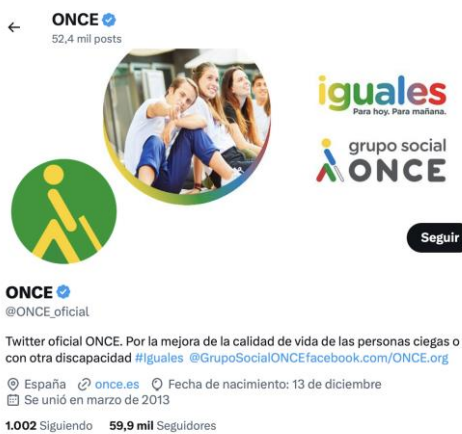 ONCE
52,4 mil posts
iguales
Para hoy. Para mañana.
grupo social
ONCE
Seguir
ONCE
@ONCE_oficial
Twitter oficial ONCE. Por la mejora de la calidad de vida de las personas ciegas o
con otra discapacidad #Iguales @GrupoSocialONCEfacebook.com/ONCE.org
España once.es Fecha de nacimiento: 13 de diciembre
Se unió en marzo de 2013
1.002 Siguiendo 59,9 mil Seguidores